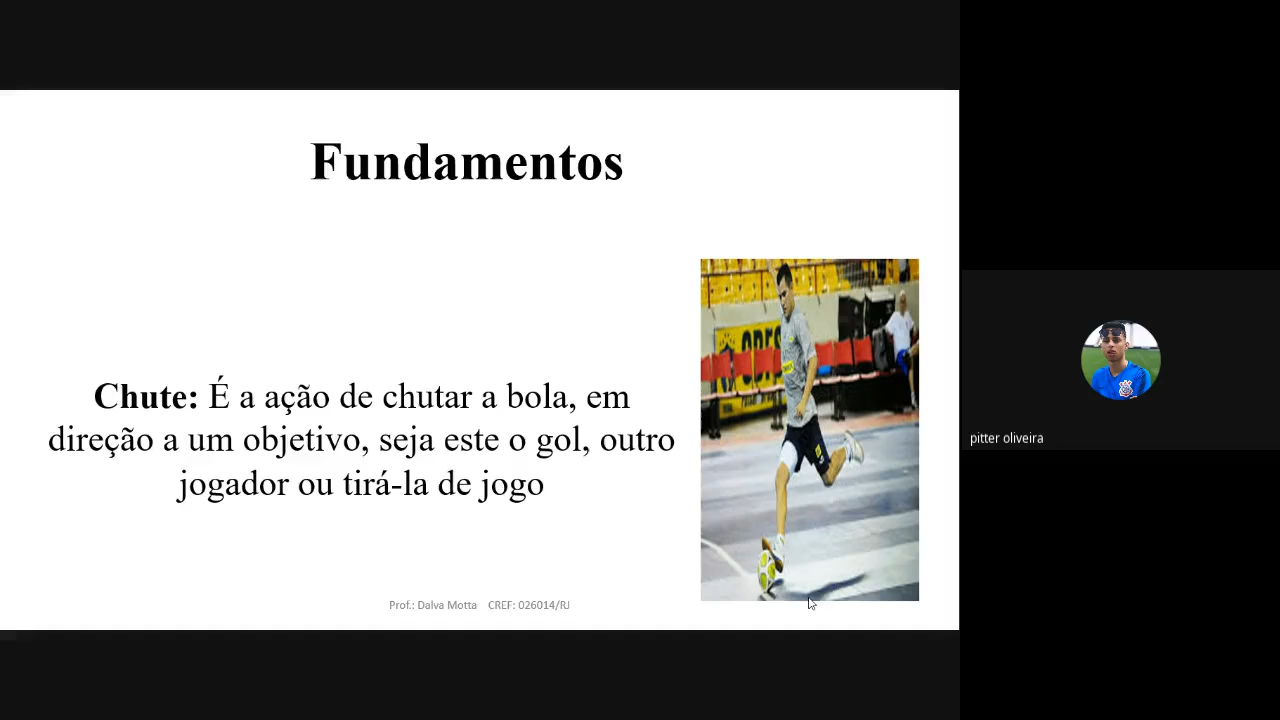 Fundamentos
Chute: É a ação de chutar a bola, em
direção a um objetivo, seja este o gol, outro
jogador ou tirá-la de jogo
Prof.: Dalva Motta CREF: 026014/RJ
pitter oliveira